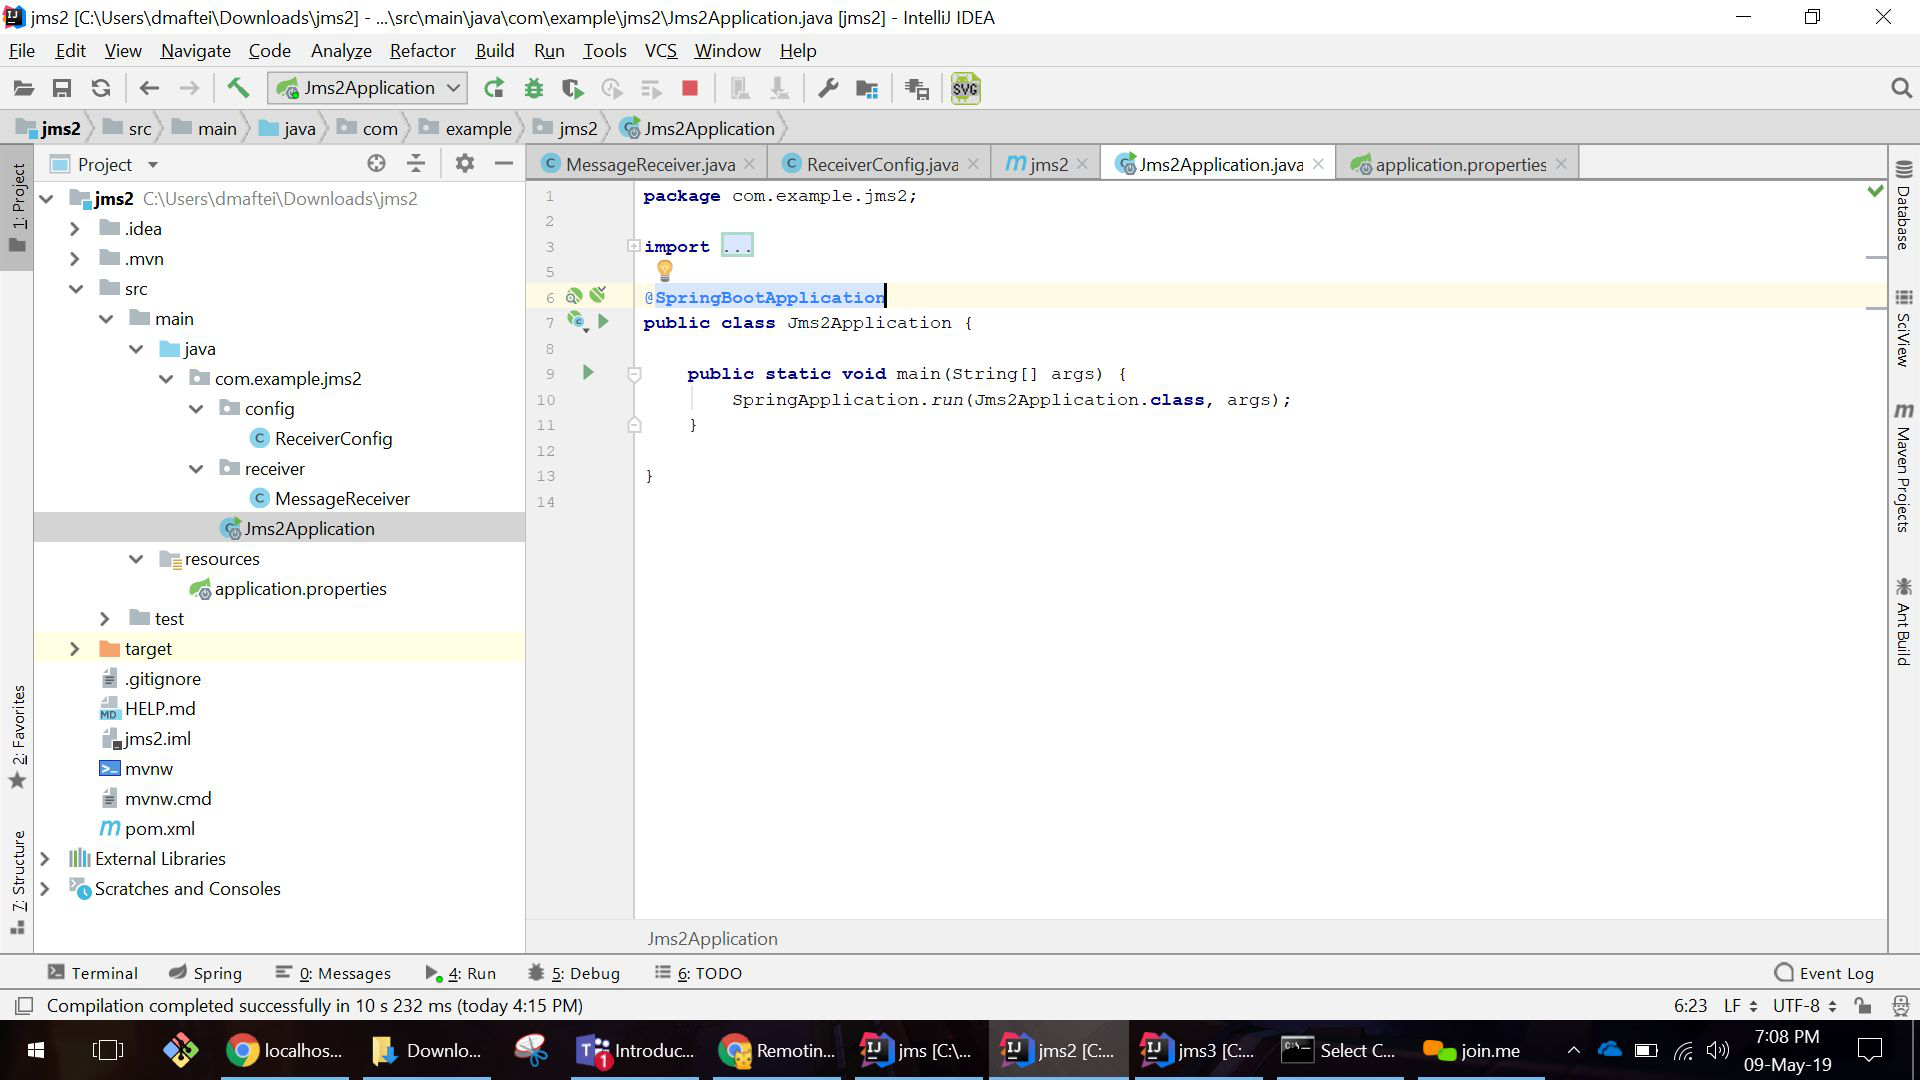 jms2 [C:\Users\dmaftei\Downloads\jms2] - ...\src\main\java\com\example\jms2\Jms2Application.java [jms2] - IntelliJ IDEA
File Edit View Navigate Code Analyze Refactor Build Run Tools VCS Window Help
Jms2Application
SVG
jms2 src main java com example jms2 Jms2Application
Project
MessageReceiver.java ReceiverConfig.java jms2 Jms2Application.java application.properties
1: Project
2: Favorites
7: Structure
jms2 C:\Users\dmaftei\Downloads\jms2
.idea
.mvn
src
main
java
com.example.jms2
config
ReceiverConfig
receiver
MessageReceiver
Jms2Application
resources
application.properties
test
target
.gitignore
HELP.md
jms2.iml
mvnw
mvnw.cmd
pom.xml
External Libraries
Scratches and Consoles
1 package com.example.jms2;
2
3 import ...
5
6 @SpringBootApplication
7 public class Jms2Application {
8
9 public static void main(String[] args) {
10 SpringApplication.run(Jms2Application.class, args);
11 }
12
13 }
14
Jms2Application
Database
SciView
Maven Projects
Ant Build
Terminal Spring 0: Messages 4: Run 5: Debug 6: TODO Event Log
Compilation completed successfully in 10 s 232 ms (today 4:15 PM) 6:23 LF UTF-8
localhos... Downlo... Introduc... Remotin... jms [C:\... jms2 [C:... jms3 [C:... Select C... join.me
7:08 PM
09-May-19